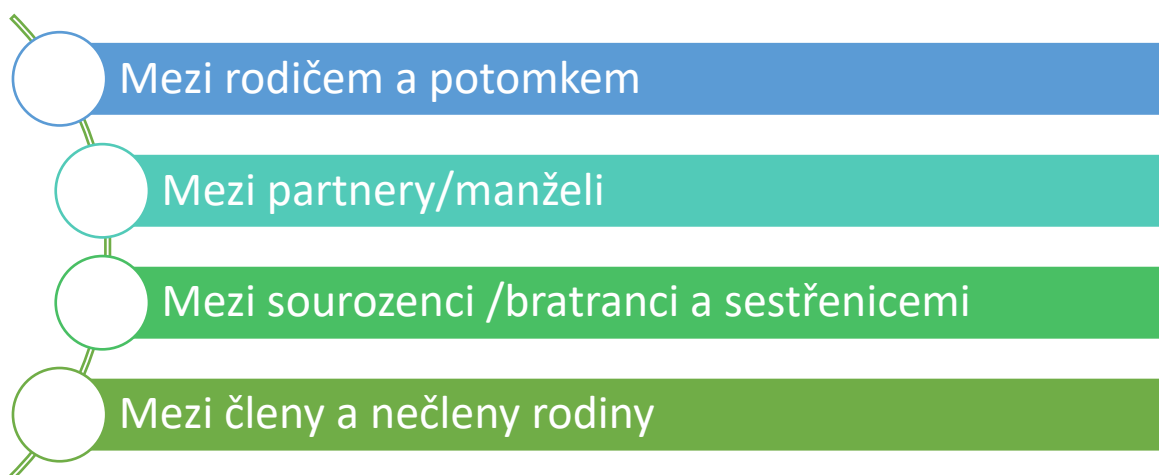 Mezi rodičem a potomkem
Mezi partnery/manželi
Mezi sourozenci /bratranci a sestřenicemi
Mezi členy a nečleny rodiny